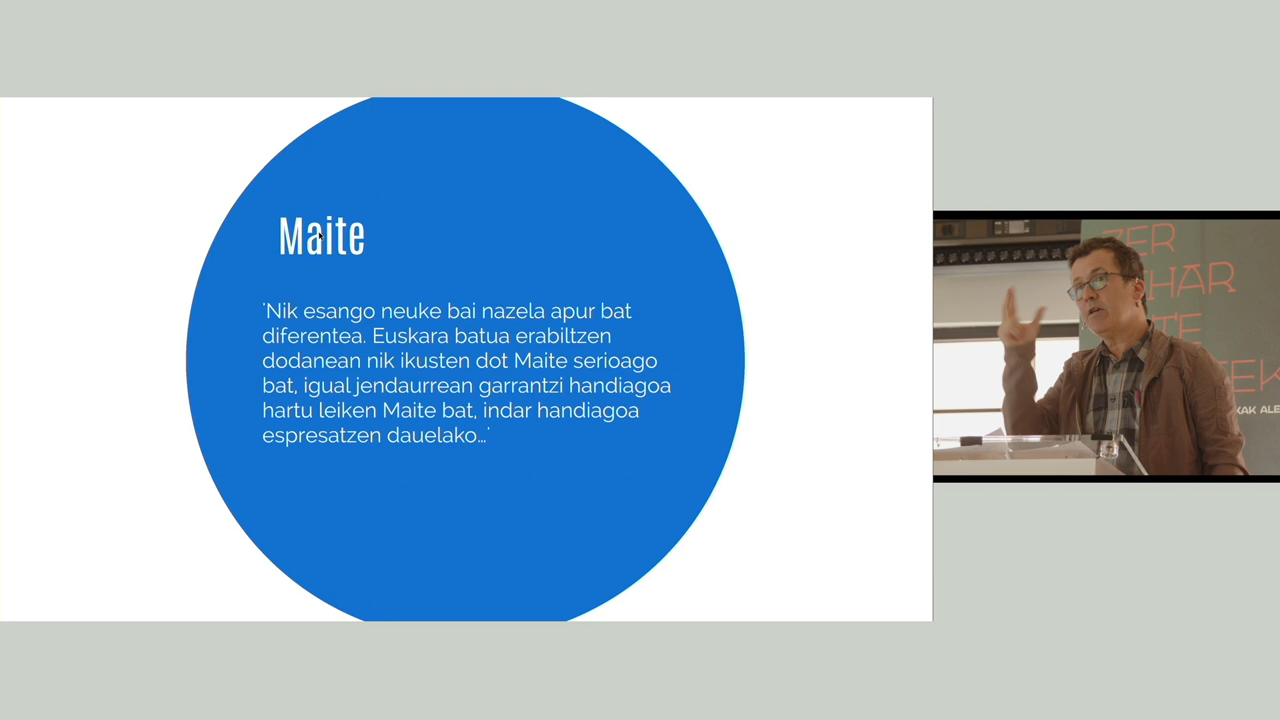 Maite
'Nik esango neuke bai nazela apur bat
diferentea. Euskara batua erabiltzen
dodanean nik ikusten dot Maite serioago
bat, igual jendaurrean garrantzi handiagoa
hartu leiken Maite bat, indar handiagoa
espresatzen dauelako...'
ZER